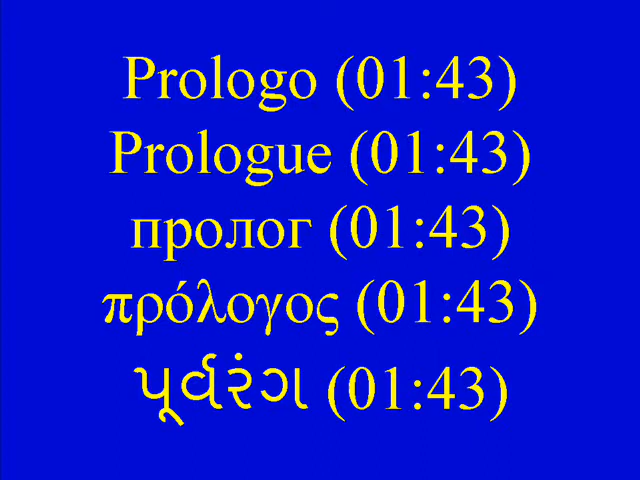 Prologo (01:43)
Prologue (01:43)
пролог (01:43)
πρόλογος (01:43)
પૂર્વરંગ (01:43)